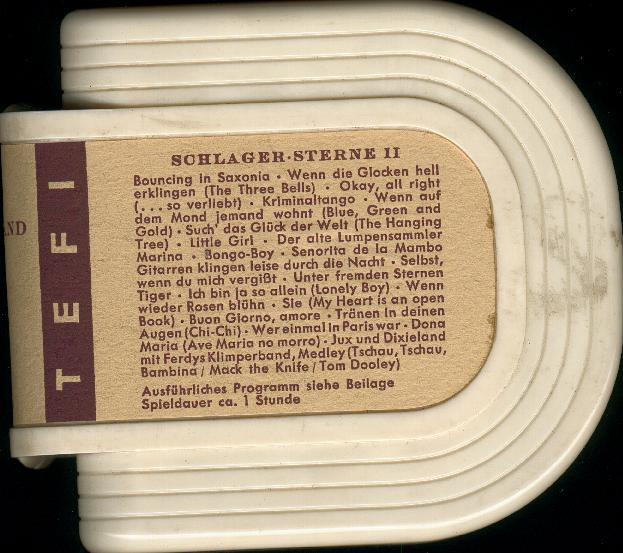 SCHLAGER-STERNE II
Bouncing in Saxonia · Wenn die Glocken hell
erklingen (The Three Bells) · Okay, all right
(... so verliebt) · Kriminaltango · Wenn auf
dem Mond jemand wohnt (Blue, Green and
Gold) · Such' das Glück der Welt (The Hanging
Tree) · Little Girl · Der alte Lumpensammler
Marina · Bongo-Boy · Senorita de la Mambo
Gitarren klingen leise durch die Nacht · Selbst,
wenn du mich vergißt · Unter fremden Sternen
Tiger · Ich bin ja so allein (Lonely Boy) · Wenn
wieder Rosen blühn · Sie (My Heart is an open
Book) · Buon Giorno, amore · Tränen in deinen
Augen (Chi-Chi) · Wer einmal in Paris war · Dona
Maria (Ave Maria no morro) · Jux und Dixieland
mit Ferdys Klimperband, Medley (Tschau, Tschau,
Bambina / Mack the Knife / Tom Dooley)
Ausführliches Programm siehe Beilage
Spieldauer ca. 1 Stunde
TEFI
ND